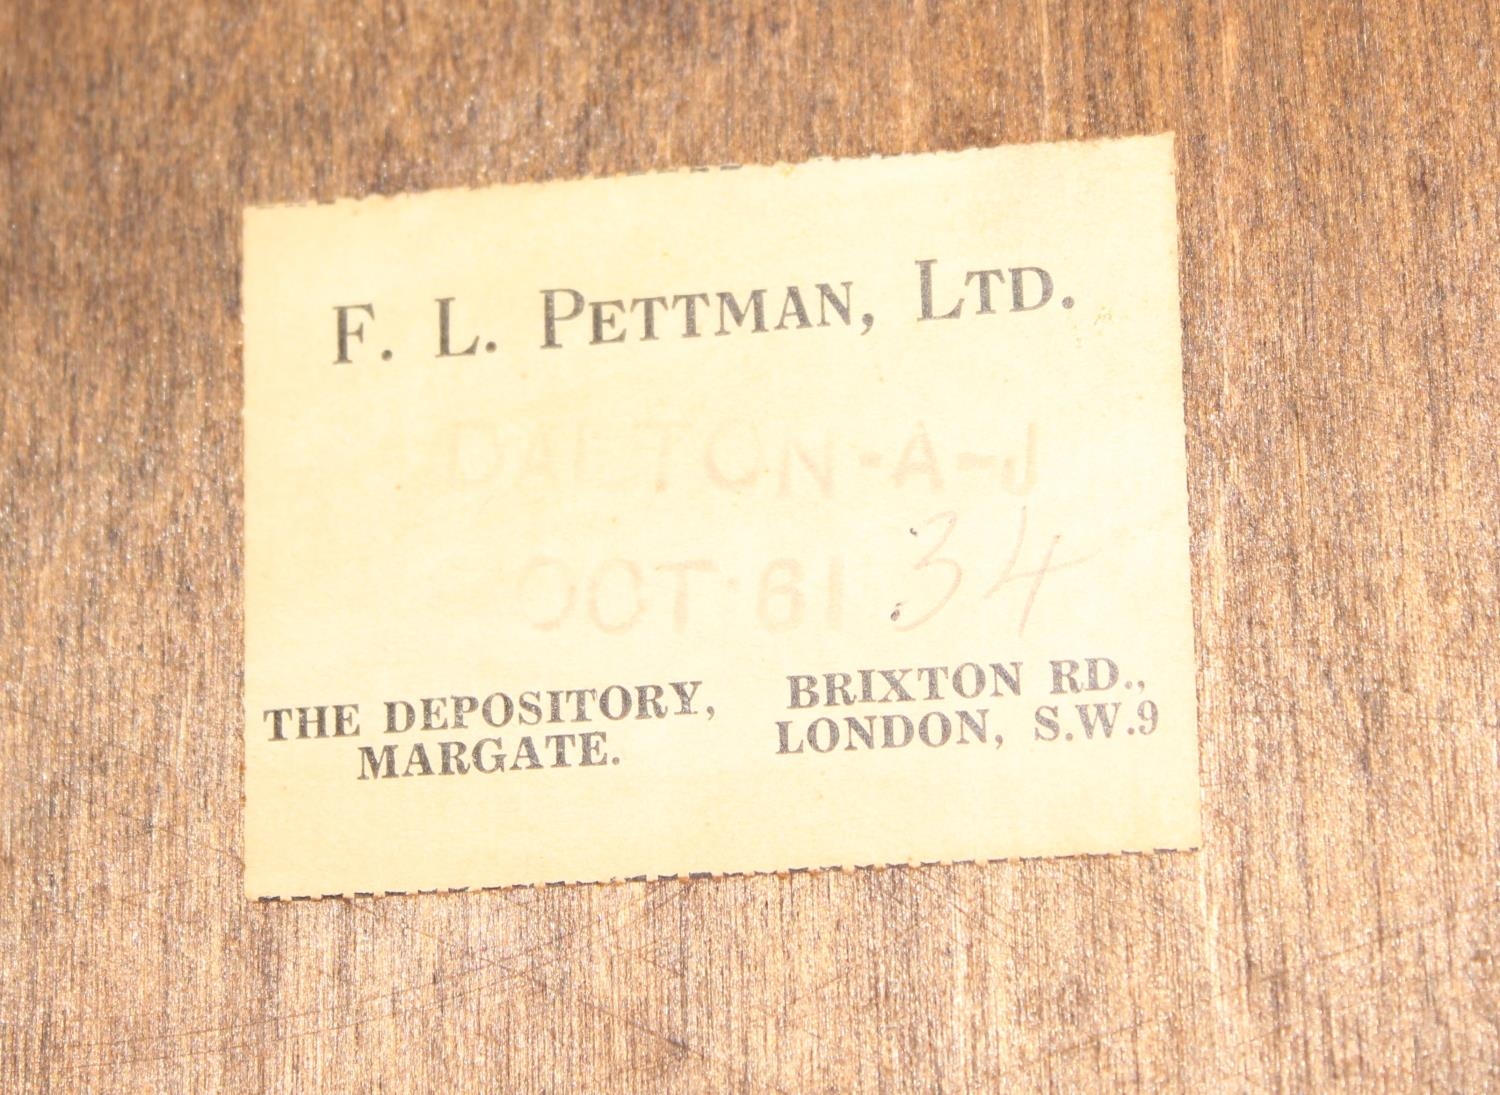 F. L. PETTMAN, LTD.
DALTON-A-J
OCT·61 34
THE DEPOSITORY,
MARGATE.
BRIXTON RD.,
LONDON, S.W.9